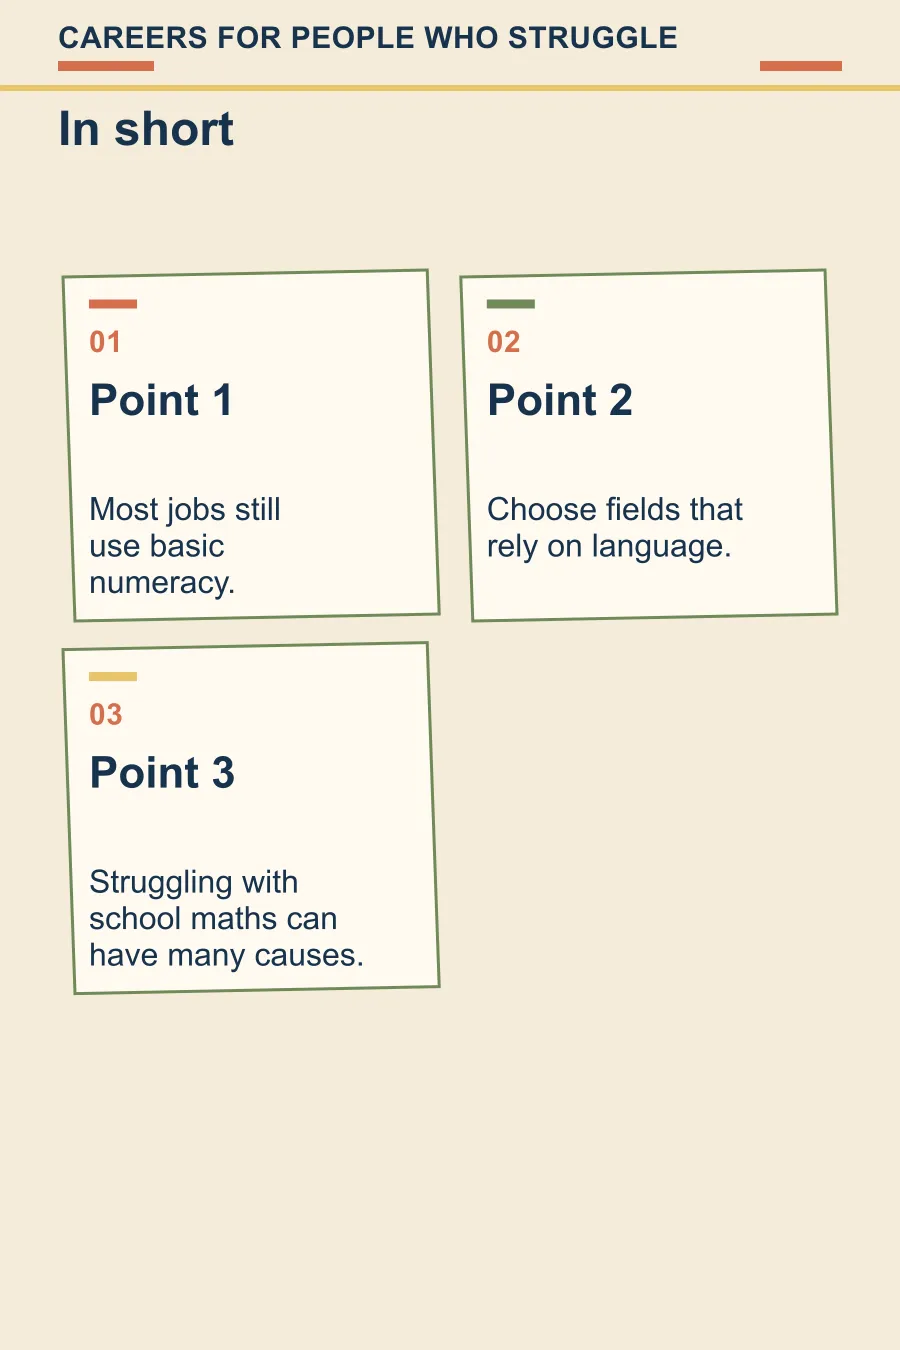 CAREERS FOR PEOPLE WHO STRUGGLE
In short
01
Point 1
Most jobs still
use basic
numeracy.
02
Point 2
Choose fields that
rely on language.
03
Point 3
Struggling with
school maths can
have many causes.